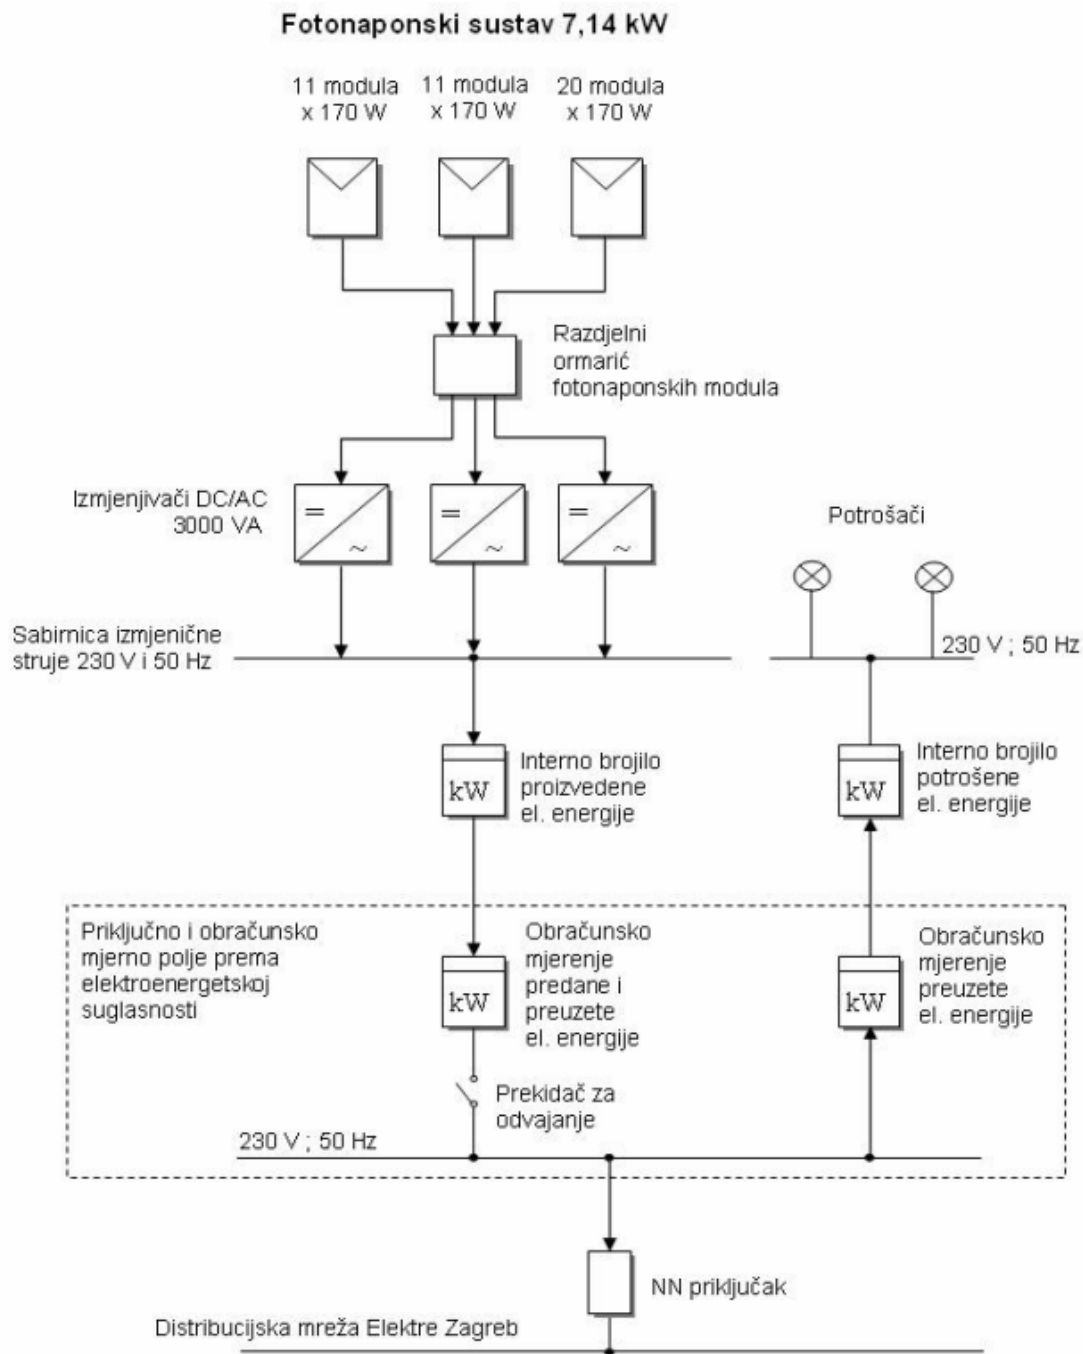 Fotonaponski sustav 7,14 kW
11 modula
x 170 W
11 modula
x 170 W
20 modula
x 170 W
Razdjelni
ormarić
fotonaponskih modula
Izmjenjivači DC/AC
3000 VA
=
~
=
~
=
~
Potrošači
Sabirnica izmjenične
struje 230 V i 50 Hz
230 V ; 50 Hz
kW
Interno brojilo
proizvedene
el. energije
kW
Interno brojilo
potrošene
el. energije
Priključno i obračunsko
mjerno polje prema
elektroenergetskoj
suglasnosti
kW
Obračunsko
mjerenje
predane i
preuzete
el. energije
kW
Obračunsko
mjerenje
preuzete
el. energije
Prekidač za
odvajanje
230 V ; 50 Hz
NN priključak
Distribucijska mreža Elektre Zagreb